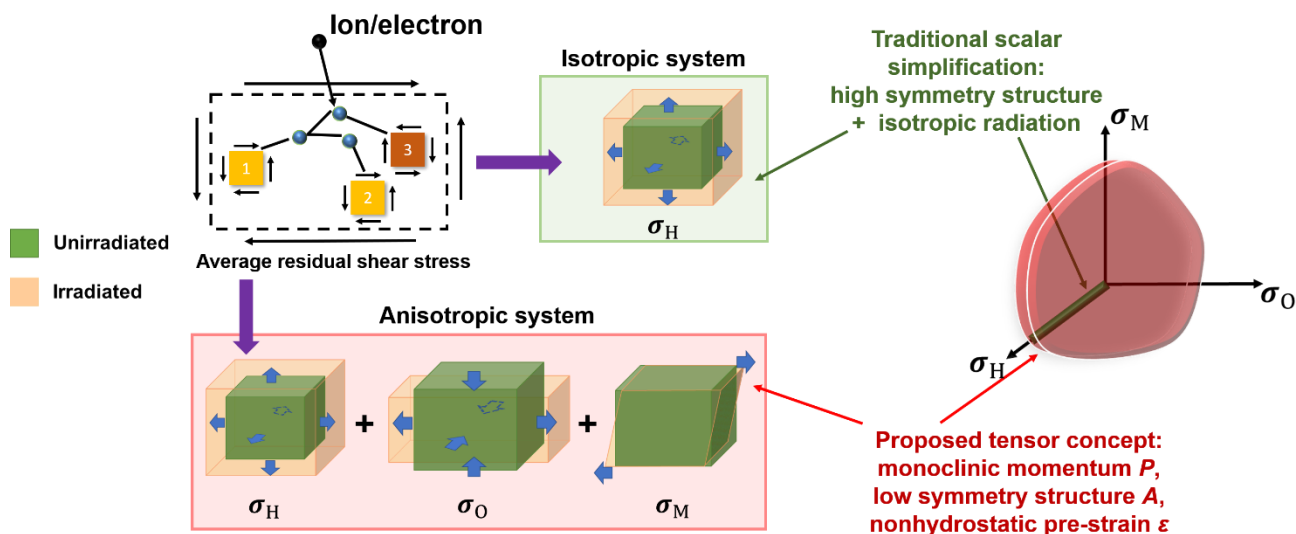 Ion/electron
1
2
3
Average residual shear stress
Unirradiated
Irradiated
Isotropic system
σH
Traditional scalar
simplification:
high symmetry structure
+ isotropic radiation
σM
σO
σH
Anisotropic system
σH
+
σO
+
σM
Proposed tensor concept:
monoclinic momentum P,
low symmetry structure A,
nonhydrostatic pre-strain ε